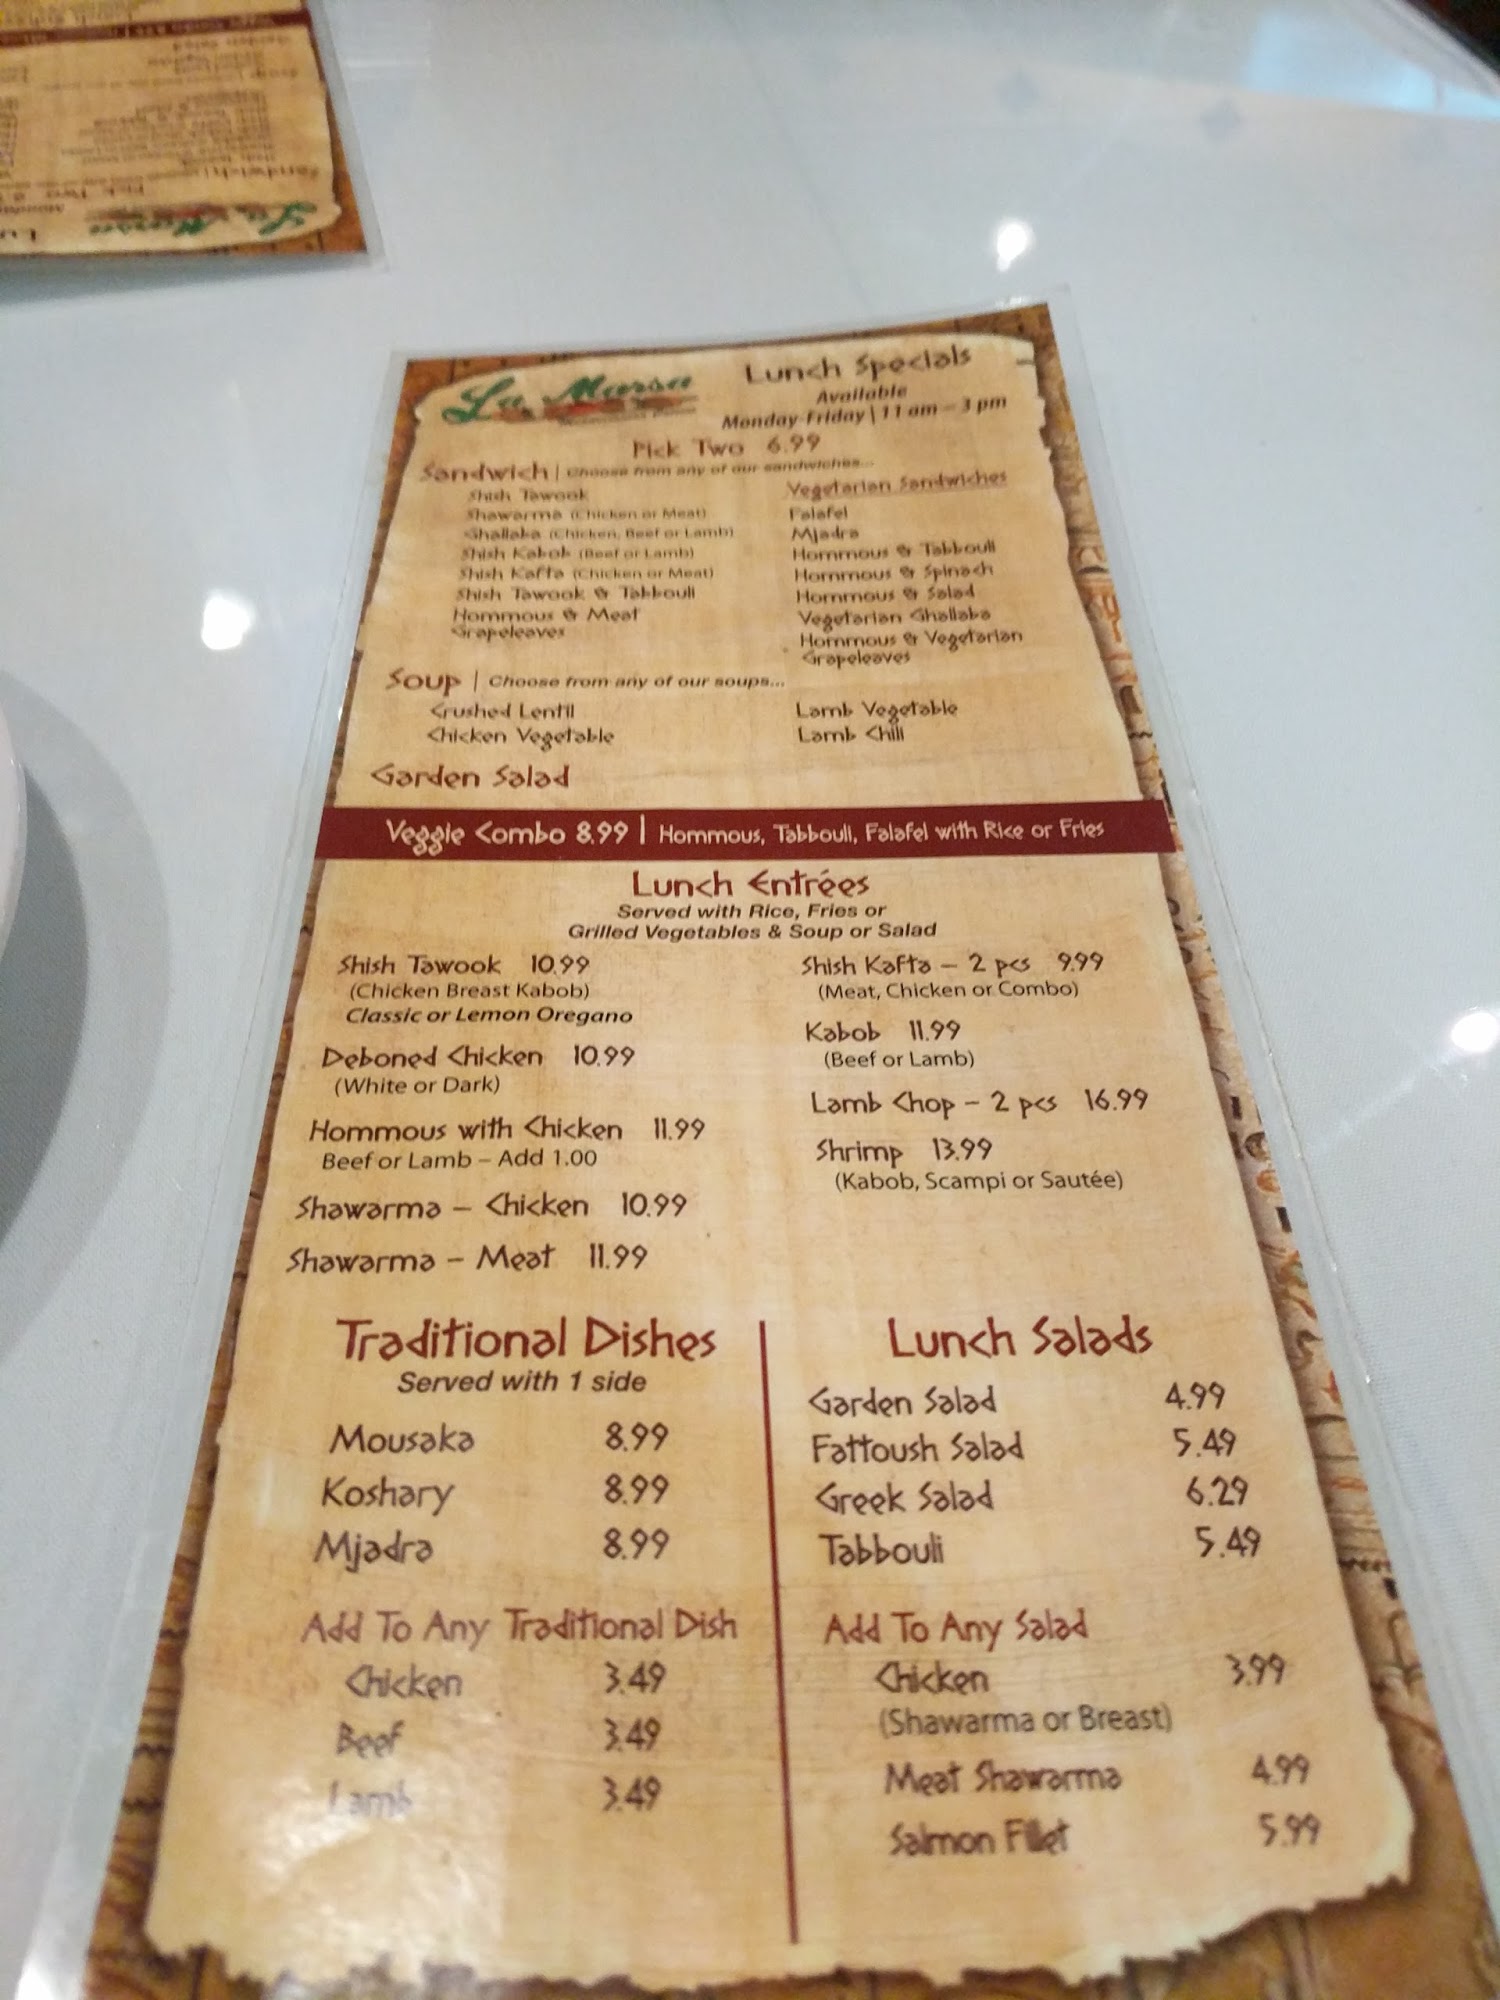 La Marsa
Lunch Specials
Available
Monday-Friday | 11 am – 3 pm
Pick Two 6.99
Sandwich | Choose from any of our sandwiches...
Shish Tawook
Shawarma (Chicken or Meat)
Ghallaba (Chicken, Beef or Lamb)
Shish Kabob (Beef or Lamb)
Shish Kafta (Chicken or Meat)
Shish Tawook & Tabbouli
Hommous & Meat
Grapeleaves
Vegetarian Sandwiches
Falafel
Mjadra
Hommous & Tabbouli
Hommous & Spinach
Hommous & Salad
Vegetarian Ghallaba
Hommous & Vegetarian
Grapeleaves
Soup | Choose from any of our soups...
Crushed Lentil
Chicken Vegetable
Lamb Vegetable
Lamb Chili
Garden Salad
Veggie Combo 8.99 | Hommous, Tabbouli, Falafel with Rice or Fries
Lunch Entrées
Served with Rice, Fries or
Grilled Vegetables & Soup or Salad
Shish Tawook 10.99
(Chicken Breast Kabob)
Classic or Lemon Oregano
Deboned Chicken 10.99
(White or Dark)
Hommous with Chicken 11.99
Beef or Lamb – Add 1.00
Shawarma – Chicken 10.99
Shawarma – Meat 11.99
Shish Kafta – 2 pcs 9.99
(Meat, Chicken or Combo)
Kabob 11.99
(Beef or Lamb)
Lamb Chop – 2 pcs 16.99
Shrimp 13.99
(Kabob, Scampi or Sautée)
Traditional Dishes
Served with 1 side
Mousaka 8.99
Koshary 8.99
Mjadra 8.99
Add To Any Traditional Dish
Chicken 3.49
Beef 3.49
Lamb 3.49
Lunch Salads
Garden Salad 4.99
Fattoush Salad 5.49
Greek Salad 6.29
Tabbouli 5.49
Add To Any Salad
Chicken 3.99
(Shawarma or Breast)
Meat Shawarma 4.99
Salmon Fillet 5.99